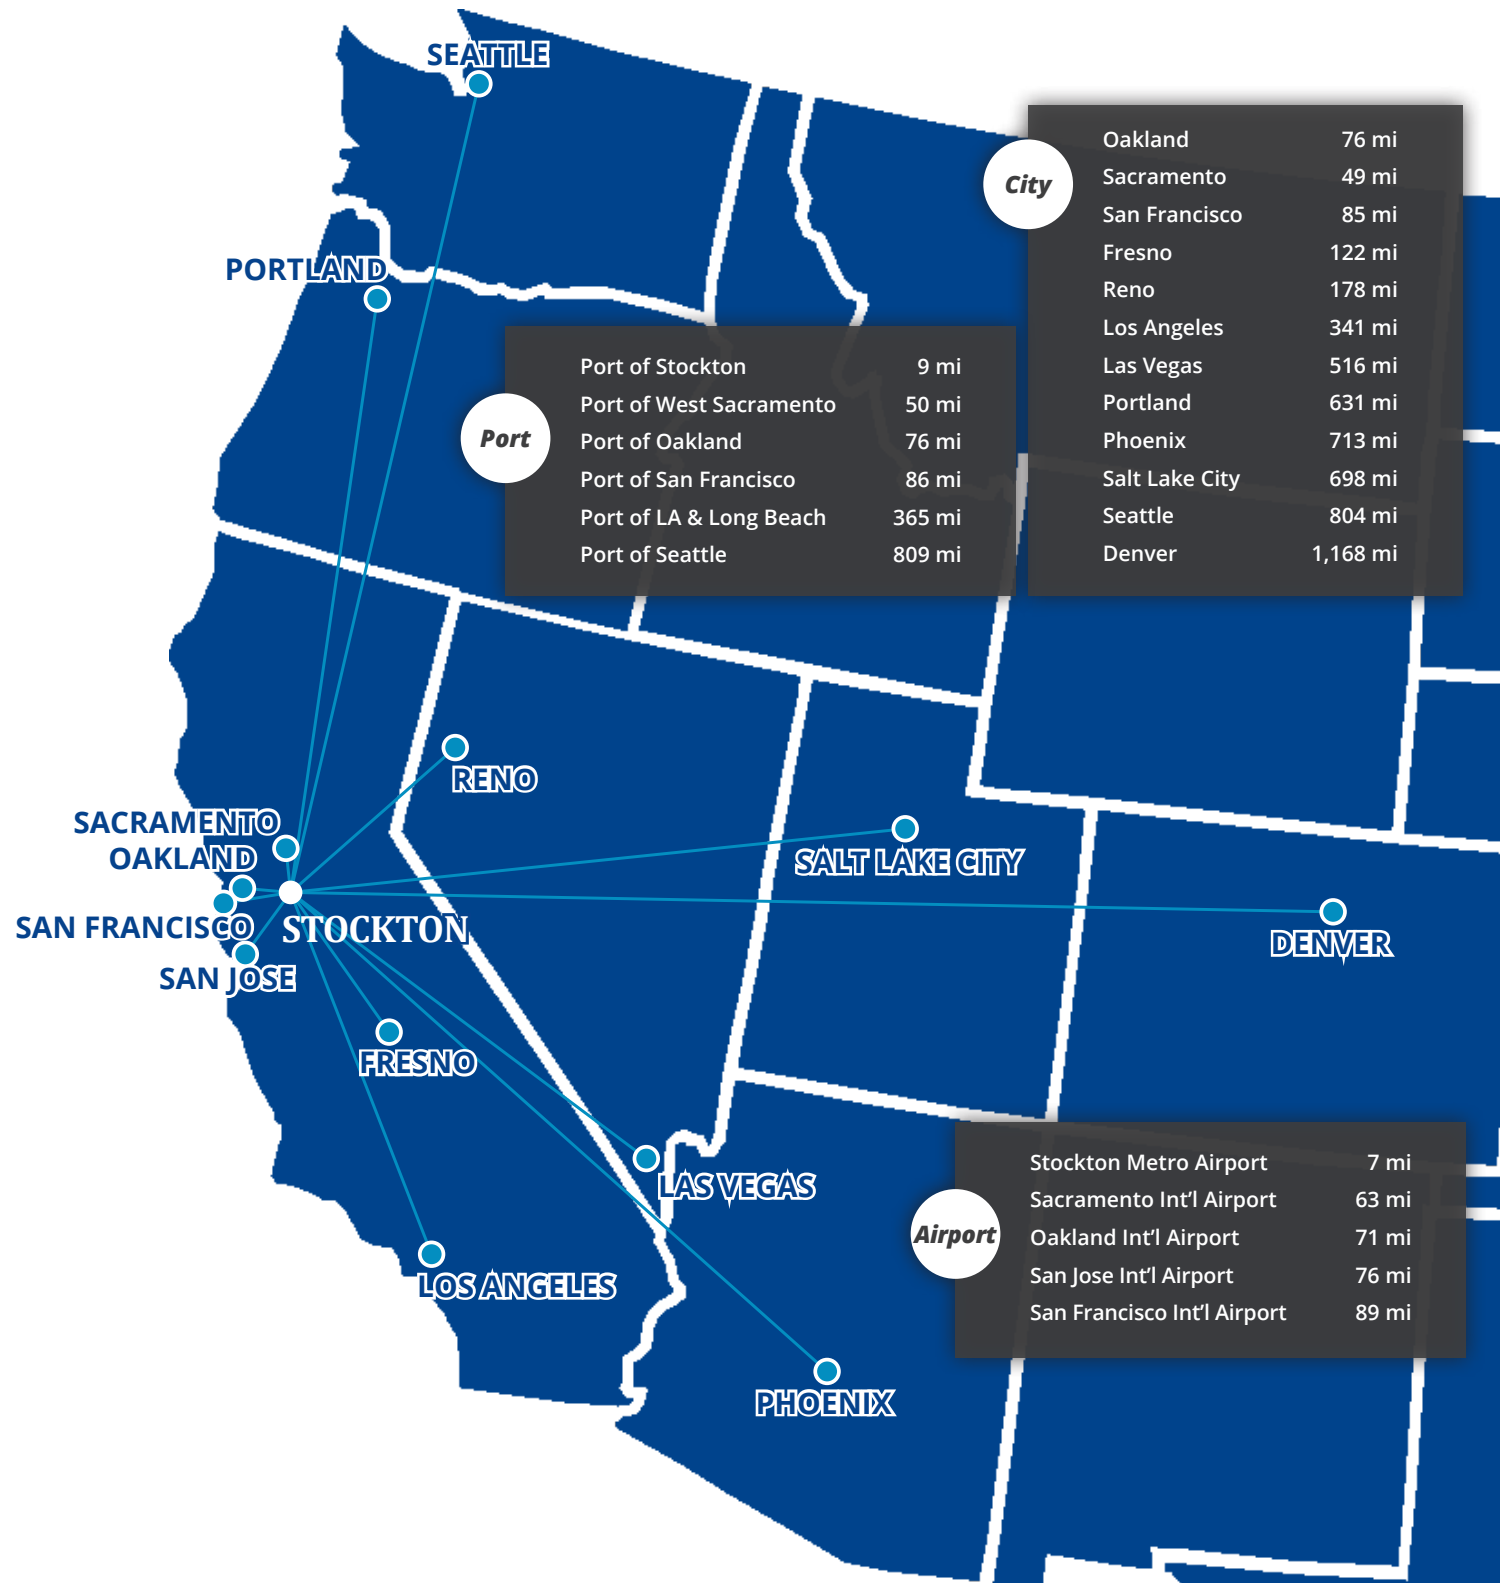 SEATTLE
PORTLAND
City
Oakland 76 mi
Sacramento 49 mi
San Francisco 85 mi
Fresno 122 mi
Reno 178 mi
Los Angeles 341 mi
Las Vegas 516 mi
Portland 631 mi
Phoenix 713 mi
Salt Lake City 698 mi
Seattle 804 mi
Denver 1,168 mi
Port
Port of Stockton 9 mi
Port of West Sacramento 50 mi
Port of Oakland 76 mi
Port of San Francisco 86 mi
Port of LA & Long Beach 365 mi
Port of Seattle 809 mi
RENO
SACRAMENTO
OAKLAND
SALT LAKE CITY
SAN FRANCISCO
STOCKTON
DENVER
SAN JOSE
FRESNO
LAS VEGAS
LOS ANGELES
PHOENIX
Airport
Stockton Metro Airport 7 mi
Sacramento Int’l Airport 63 mi
Oakland Int’l Airport 71 mi
San Jose Int’l Airport 76 mi
San Francisco Int’l Airport 89 mi